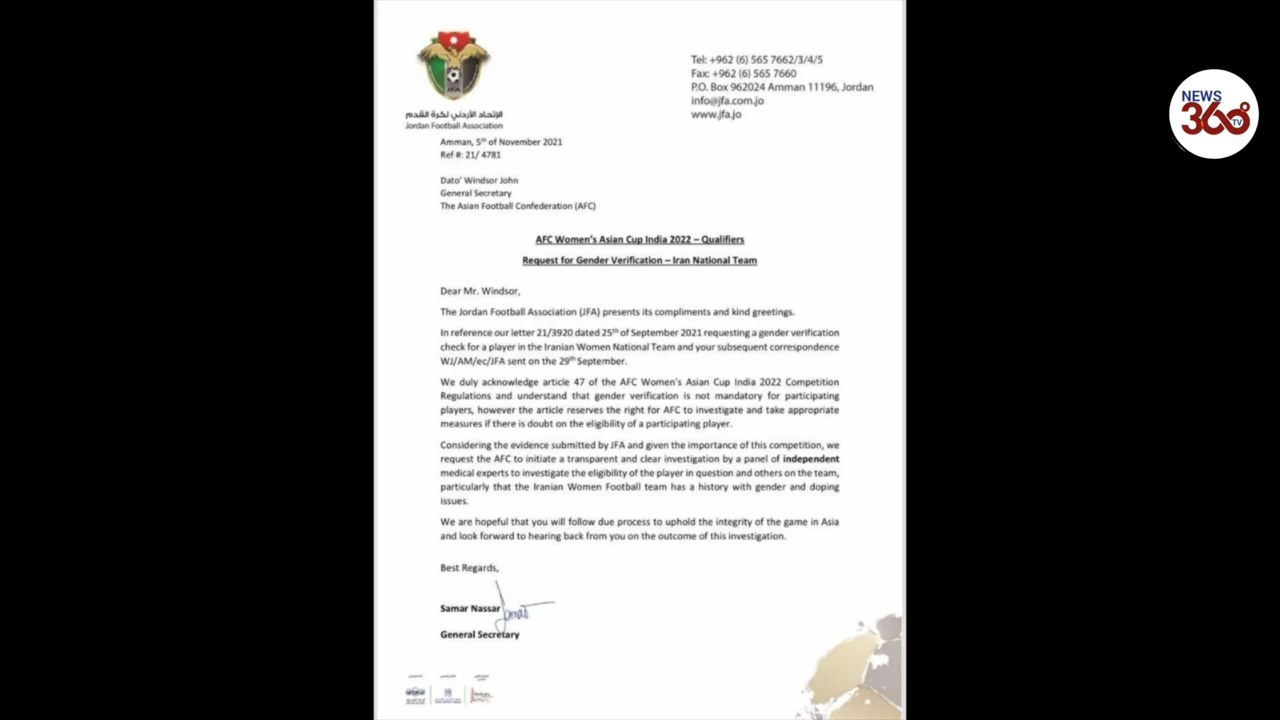 JFA
الإتحاد الأردني لكرة القدم
Jordan Football Association
Tel: +962 (6) 565 7662/3/4/5
Fax: +962 (6) 565 7660
P.O. Box 962024 Amman 11196, Jordan
info@jfa.com.jo
www.jfa.jo
NEWS
360°
TV
Amman, 5th of November 2021
Ref #: 21/ 4781
Dato' Windsor John
General Secretary
The Asian Football Confederation (AFC)
AFC Women's Asian Cup India 2022 – Qualifiers
Request for Gender Verification – Iran National Team
Dear Mr. Windsor,
The Jordan Football Association (JFA) presents its compliments and kind greetings.
In reference our letter 21/3920 dated 25th of September 2021 requesting a gender verification
check for a player in the Iranian Women National Team and your subsequent correspondence
WJ/AM/ec/JFA sent on the 29th September.
We duly acknowledge article 47 of the AFC Women's Asian Cup India 2022 Competition
Regulations and understand that gender verification is not mandatory for participating
players, however the article reserves the right for AFC to investigate and take appropriate
measures if there is doubt on the eligibility of a participating player.
Considering the evidence submitted by JFA and given the importance of this competition, we
request the AFC to initiate a transparent and clear investigation by a panel of independent
medical experts to investigate the eligibility of the player in question and others on the team,
particularly that the Iranian Women Football team has a history with gender and doping
issues.
We are hopeful that you will follow due process to uphold the integrity of the game in Asia
and look forward to hearing back from you on the outcome of this investigation.
Best Regards,
Samar Nassar
General Secretary